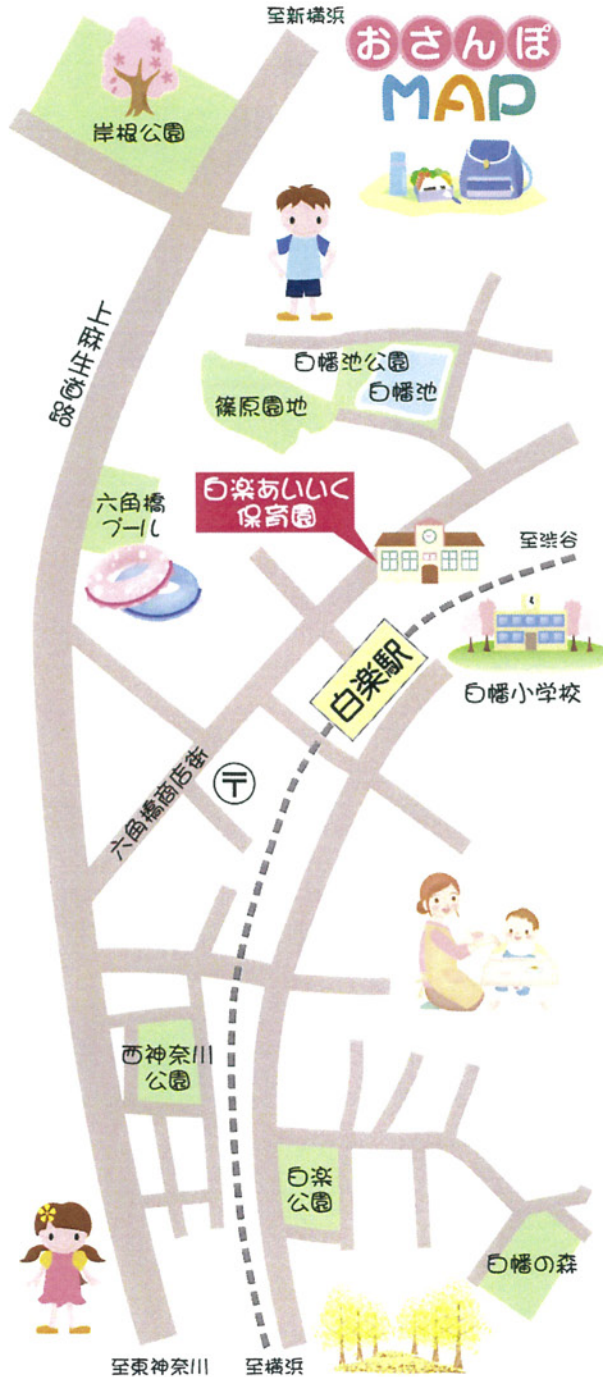 至新横浜
おさんぽ
MAP
岸根公園
上麻生道路
白幡池公園
白幡池
篠原園地
六角橋
プール
白楽あいいく
保育園
至渋谷
白楽駅
白幡小学校
六角橋商店街
〒
西神奈川
公園
白楽
公園
白幡の森
至東神奈川
至横浜